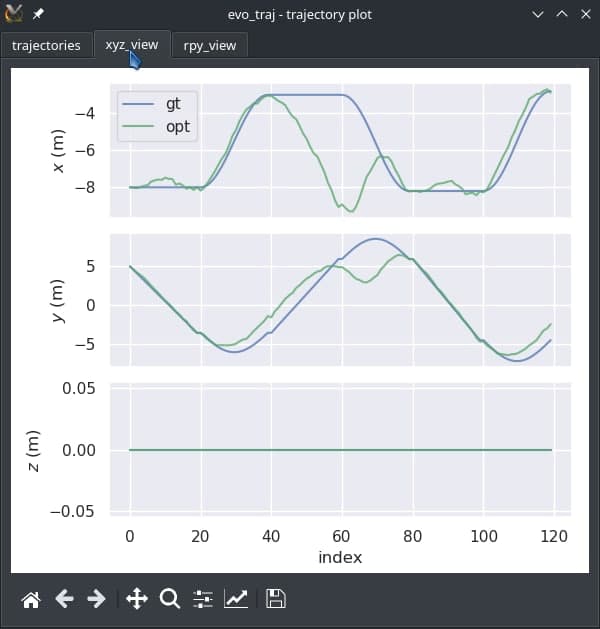 evo_traj - trajectory plot
trajectories
xyz_view
rpy_view
gt
opt
x (m)
−4
−6
−8
y (m)
5
0
−5
z (m)
0.05
0.00
−0.05
0 20 40 60 80 100 120
index